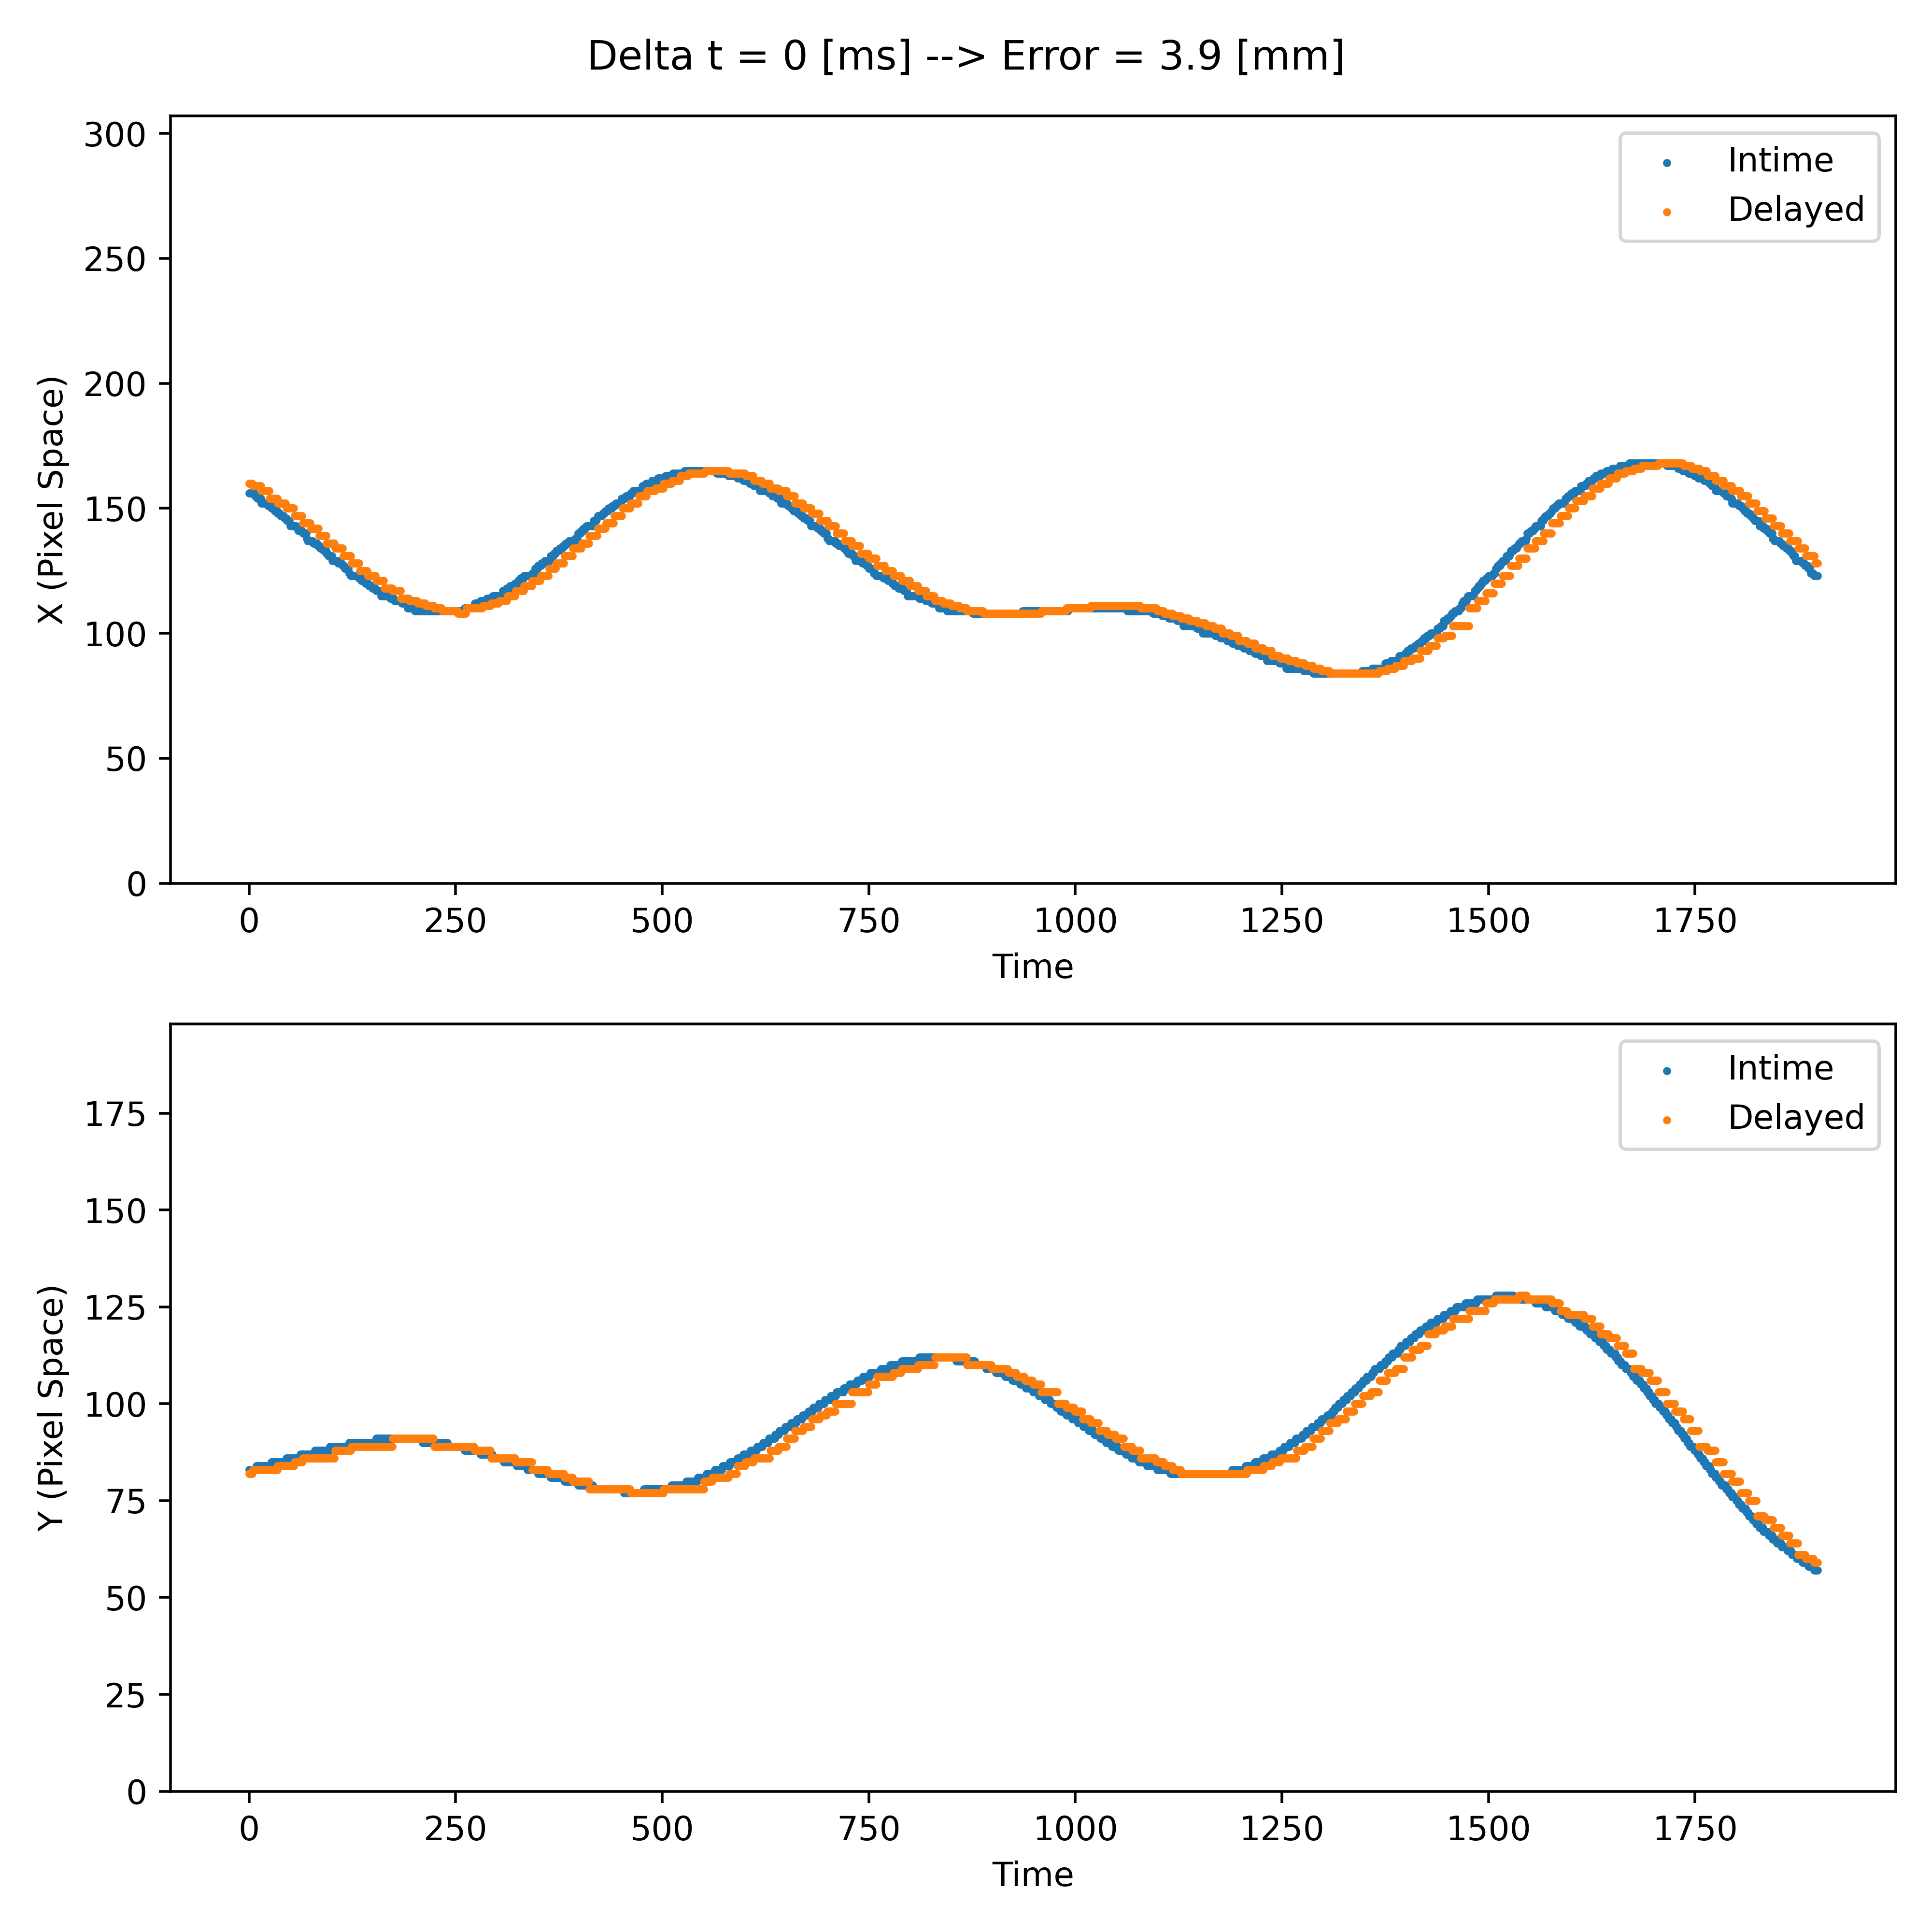 Delta t = 0 [ms] --> Error = 3.9 [mm]
300
250
200
150
100
50
0
X (Pixel Space)
Intime
Delayed
0 250 500 750 1000 1250 1500 1750
Time
175
150
125
100
75
50
25
0
Y (Pixel Space)
Intime
Delayed
0 250 500 750 1000 1250 1500 1750
Time